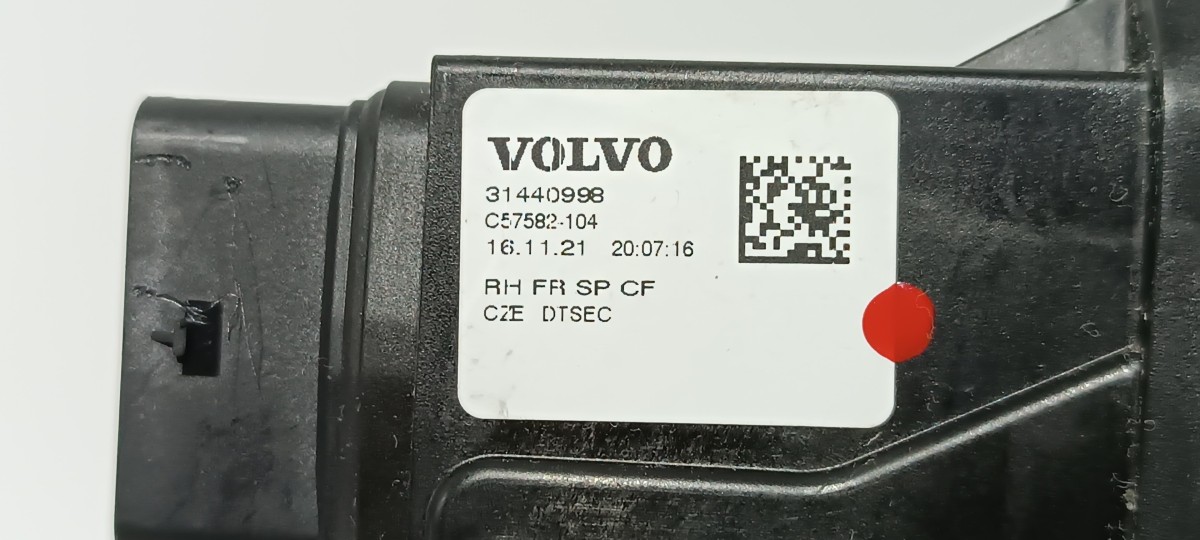 VOLVO
31440998
C57582-104
16.11.21 20:07:16
RH FR SP CF
CZE DTSEC